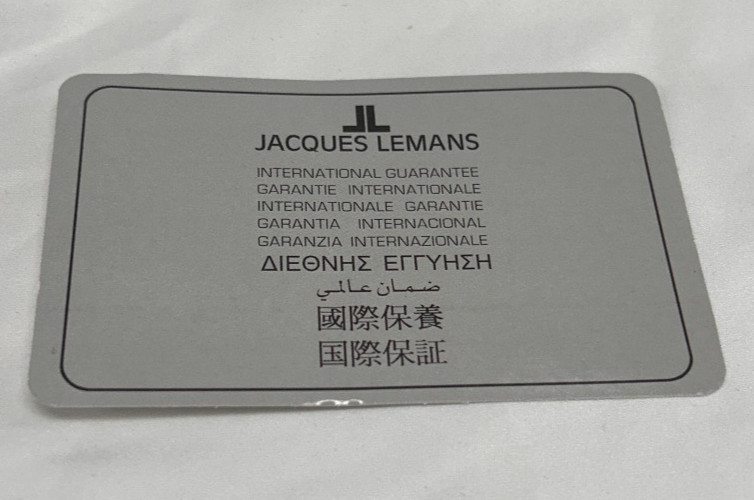 JL
JACQUES LEMANS
INTERNATIONAL GUARANTEE
GARANTIE INTERNATIONALE
INTERNATIONALE GARANTIE
GARANTIA INTERNACIONAL
GARANZIA INTERNAZIONALE
ΔΙΕΘΝΗΣ ΕΓΓΥΗΣΗ
ضمان عالمي
國際保養
国際保証